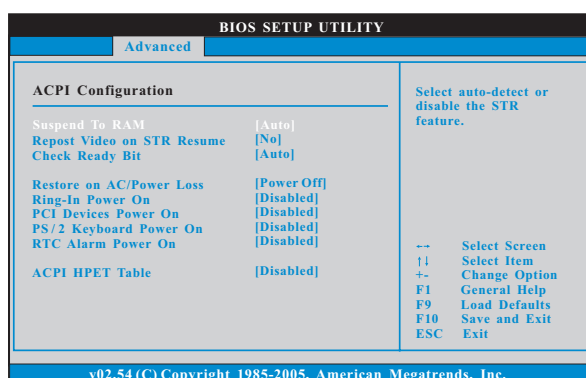 BIOS SETUP UTILITY
Advanced
ACPI Configuration
Suspend To RAM [Auto]
Repost Video on STR Resume [No]
Check Ready Bit [Auto]
Restore on AC/Power Loss [Power Off]
Ring-In Power On [Disabled]
PCI Devices Power On [Disabled]
PS/2 Keyboard Power On [Disabled]
RTC Alarm Power On [Disabled]
ACPI HPET Table [Disabled]
Select auto-detect or
disable the STR
feature.
←→ Select Screen
↑↓ Select Item
+- Change Option
F1 General Help
F9 Load Defaults
F10 Save and Exit
ESC Exit
v02.54 (C) Copyright 1985-2005, American Megatrends, Inc.